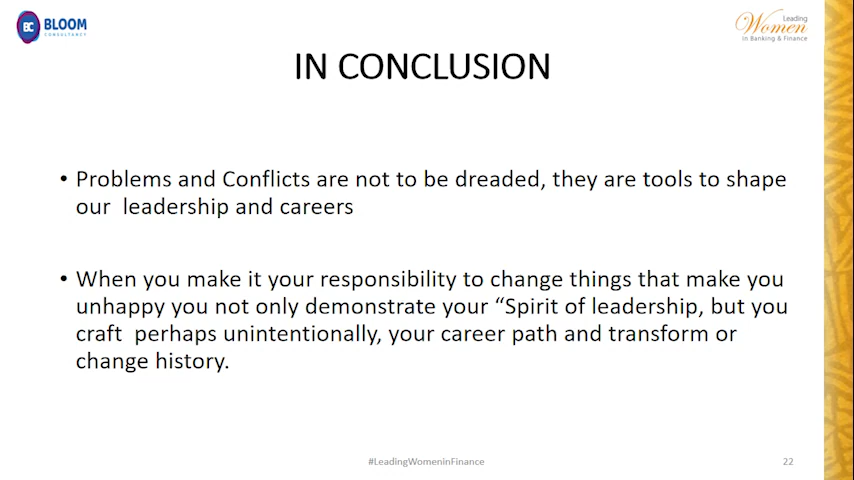 BC BLOOM
CONSULTANCY
Leading
Women
In Banking & Finance
IN CONCLUSION
• Problems and Conflicts are not to be dreaded, they are tools to shape
our leadership and careers
• When you make it your responsibility to change things that make you
unhappy you not only demonstrate your “Spirit of leadership, but you
craft perhaps unintentionally, your career path and transform or
change history.
#LeadingWomeninFinance
22